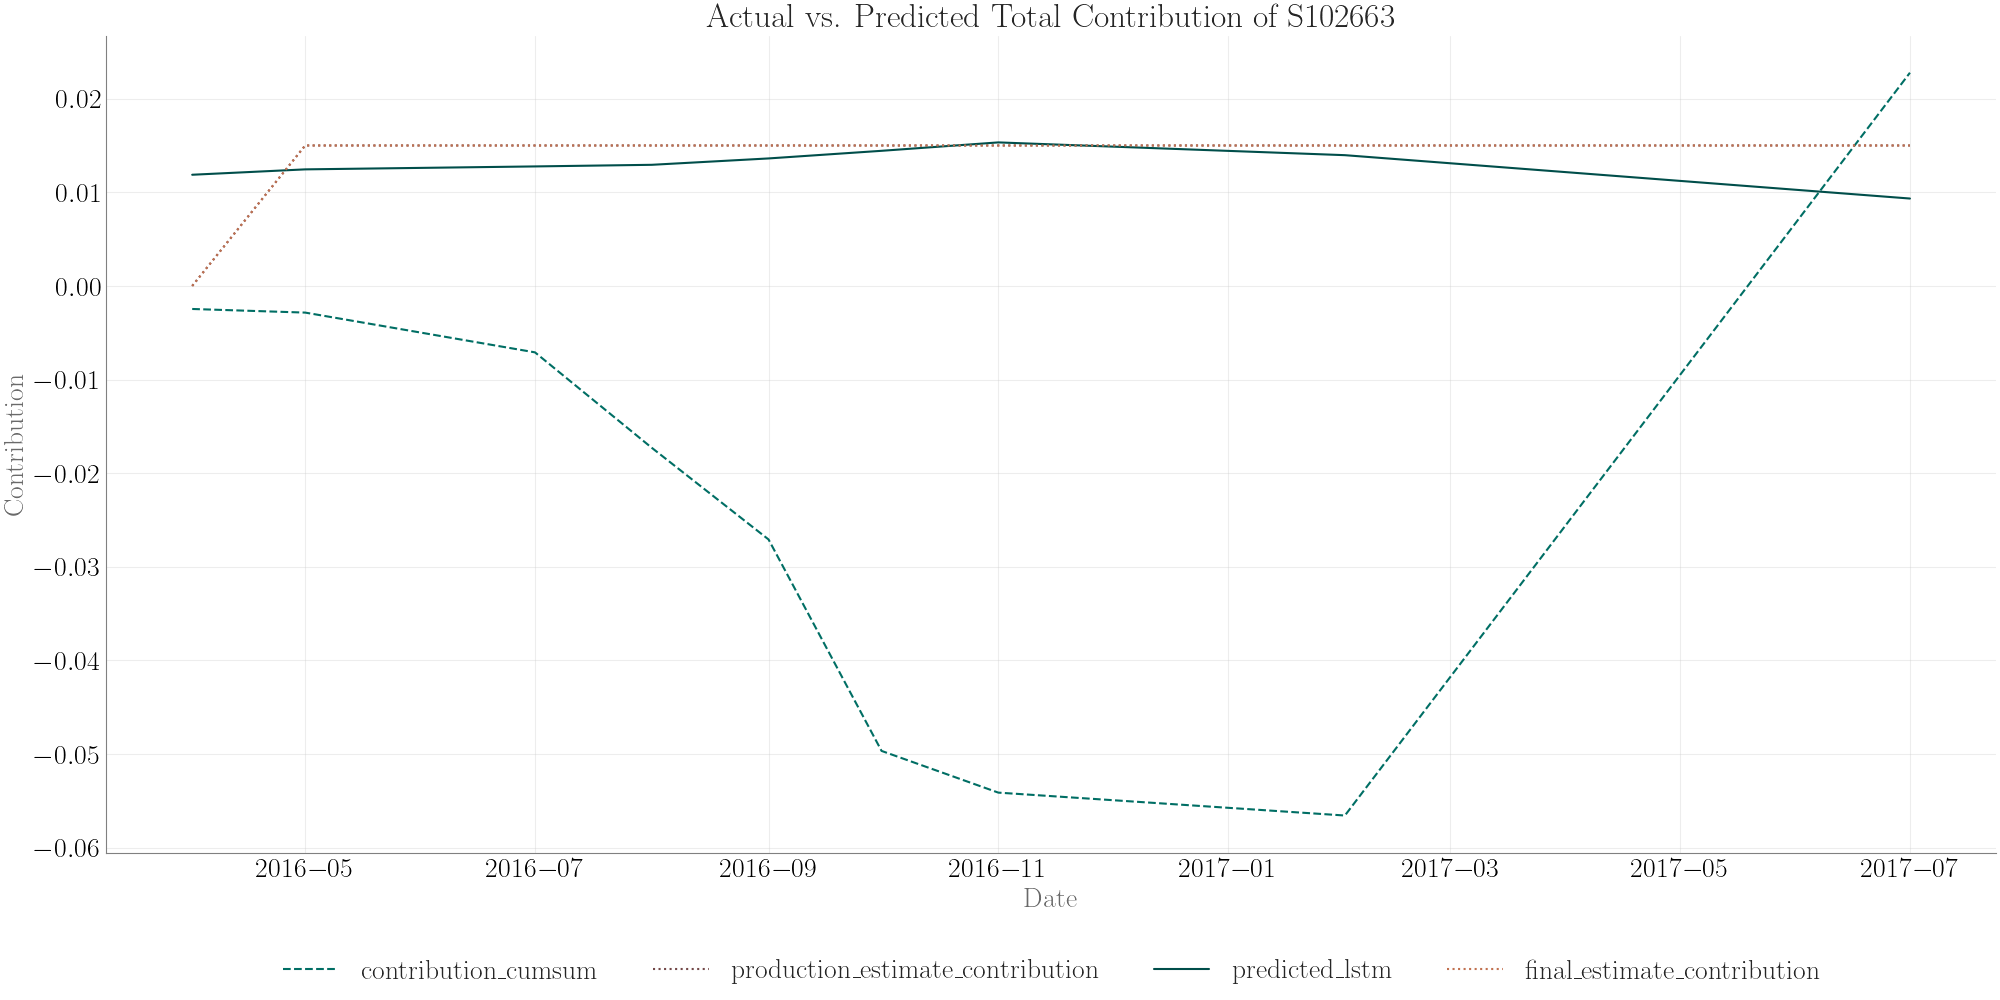 Actual vs. Predicted Total Contribution of S102663
0.02
0.01
0.00
−0.01
−0.02
−0.03
−0.04
−0.05
−0.06
Contribution
2016−05 2016−07 2016−09 2016−11 2017−01 2017−03 2017−05 2017−07
Date
contribution_cumsum production_estimate_contribution predicted_lstm final_estimate_contribution